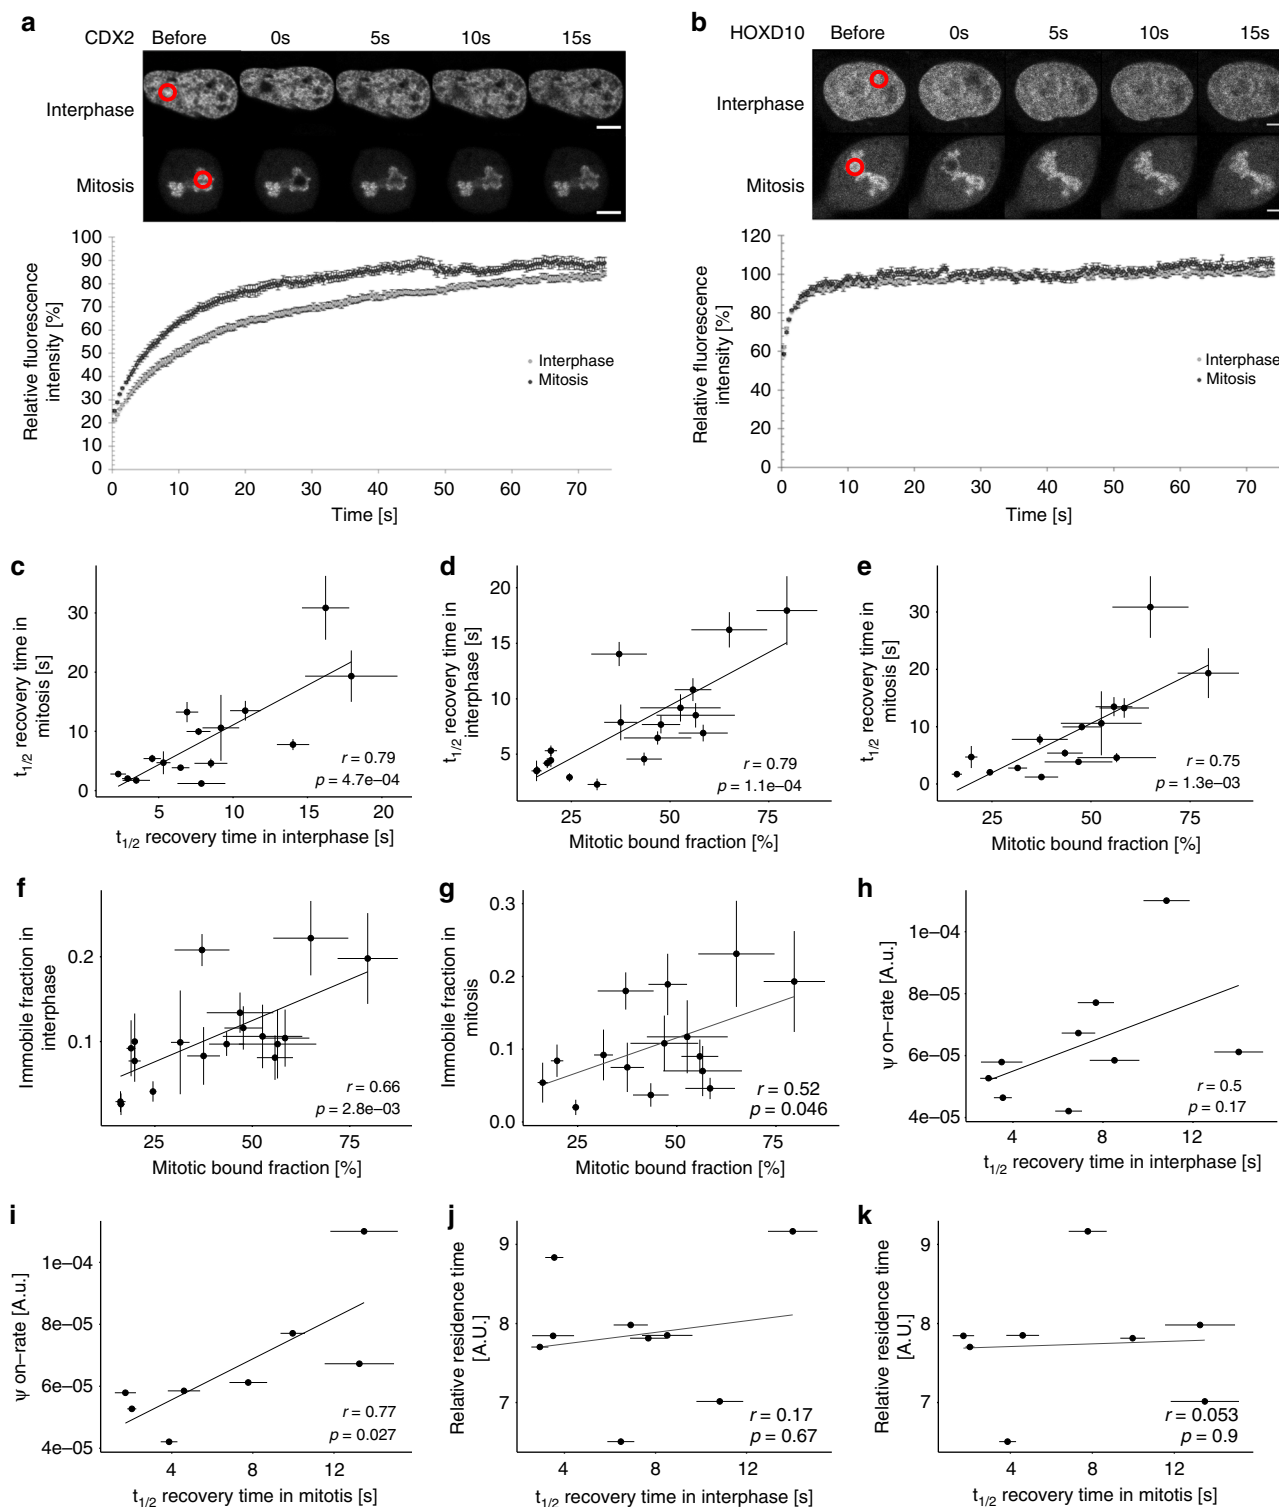 a
CDX2 Before 0s 5s 10s 15s
Interphase
Mitosis
Relative fluorescence
intensity [%]
100
90
80
70
60
50
40
30
20
10
0
Interphase
Mitosis
0 10 20 30 40 50 60 70
Time [s]
b
HOXD10 Before 0s 5s 10s 15s
Interphase
Mitosis
Relative fluorescence
intensity [%]
120
100
80
60
40
20
0
Interphase
Mitosis
0 10 20 30 40 50 60 70
Time [s]
c
t1/2 recovery time in
mitosis [s]
30
20
10
0
r = 0.79
p = 4.7e−04
5 10 15 20
t1/2 recovery time in interphase [s]
d
t1/2 recovery time in
interphase [s]
20
15
10
5
r = 0.79
p = 1.1e−04
25 50 75
Mitotic bound fraction [%]
e
t1/2 recovery time in
mitosis [s]
30
20
10
0
r = 0.75
p = 1.3e−03
25 50 75
Mitotic bound fraction [%]
f
Immobile fraction in
interphase
0.2
0.1
r = 0.66
p = 2.8e−03
25 50 75
Mitotic bound fraction [%]
g
Immobile fraction in
mitosis
0.3
0.2
0.1
0.0
r = 0.52
p = 0.046
25 50 75
Mitotic bound fraction [%]
h
ψ on−rate [A.u.]
1e−04
8e−05
6e−05
4e−05
r = 0.5
p = 0.17
4 8 12
t1/2 recovery time in interphase [s]
i
ψ on−rate [A.u.]
1e−04
8e−05
6e−05
4e−05
r = 0.77
p = 0.027
4 8 12
t1/2 recovery time in mitotis [s]
j
Relative residence time
[A.U.]
9
8
7
r = 0.17
p = 0.67
4 8 12
t1/2 recovery time in interphase [s]
k
Relative residence time
[A.U.]
9
8
7
r = 0.053
p = 0.9
4 8 12
t1/2 recovery time in mitosis [s]